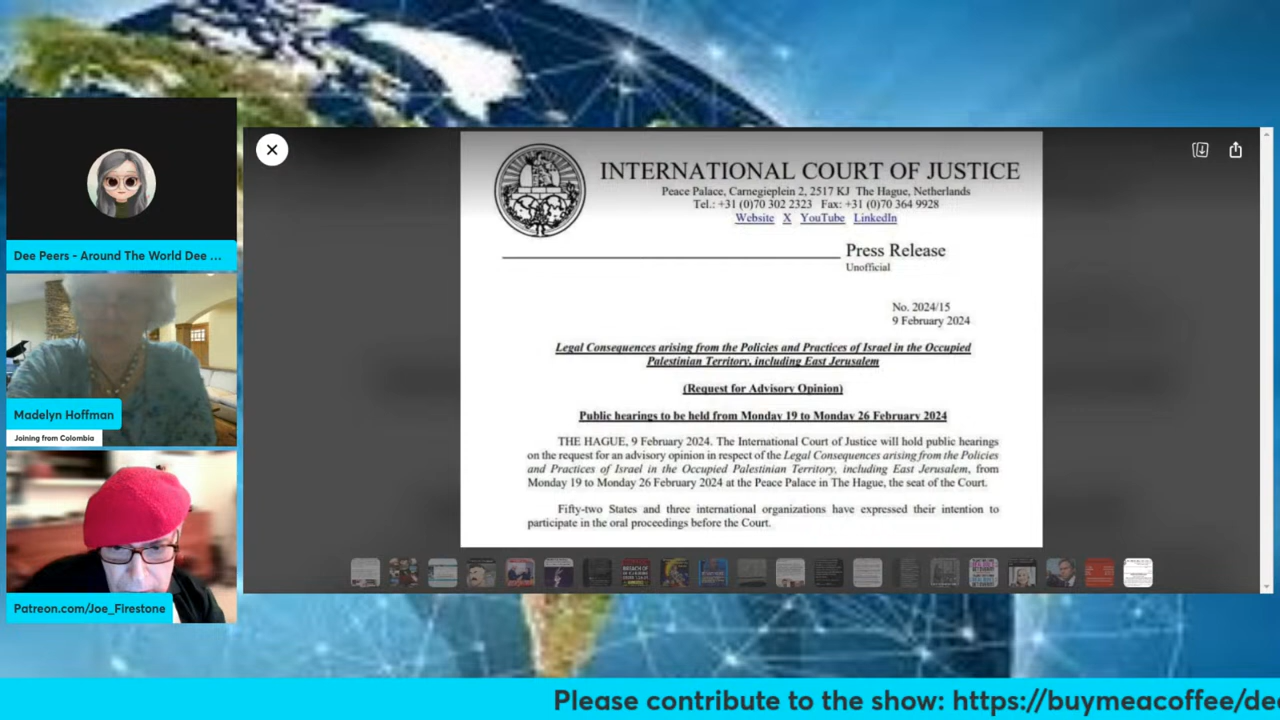 Dee Peers - Around The World Dee ...
Madelyn Hoffman
Joining from Colombia
Patreon.com/Joe_Firestone
INTERNATIONAL COURT OF JUSTICE
Peace Palace, Carnegieplein 2, 2517 KJ The Hague, Netherlands
Tel.: +31 (0)70 302 2323 Fax: +31 (0)70 364 9928
Website X YouTube LinkedIn
Press Release
Unofficial
No. 2024/15
9 February 2024
Legal Consequences arising from the Policies and Practices of Israel in the Occupied
Palestinian Territory, including East Jerusalem
(Request for Advisory Opinion)
Public hearings to be held from Monday 19 to Monday 26 February 2024
THE HAGUE, 9 February 2024. The International Court of Justice will hold public hearings
on the request for an advisory opinion in respect of the Legal Consequences arising from the Policies
and Practices of Israel in the Occupied Palestinian Territory, including East Jerusalem, from
Monday 19 to Monday 26 February 2024 at the Peace Palace in The Hague, the seat of the Court.
Fifty-two States and three international organizations have expressed their intention to
participate in the oral proceedings before the Court.
Please contribute to the show: https://buymeacoffee/de